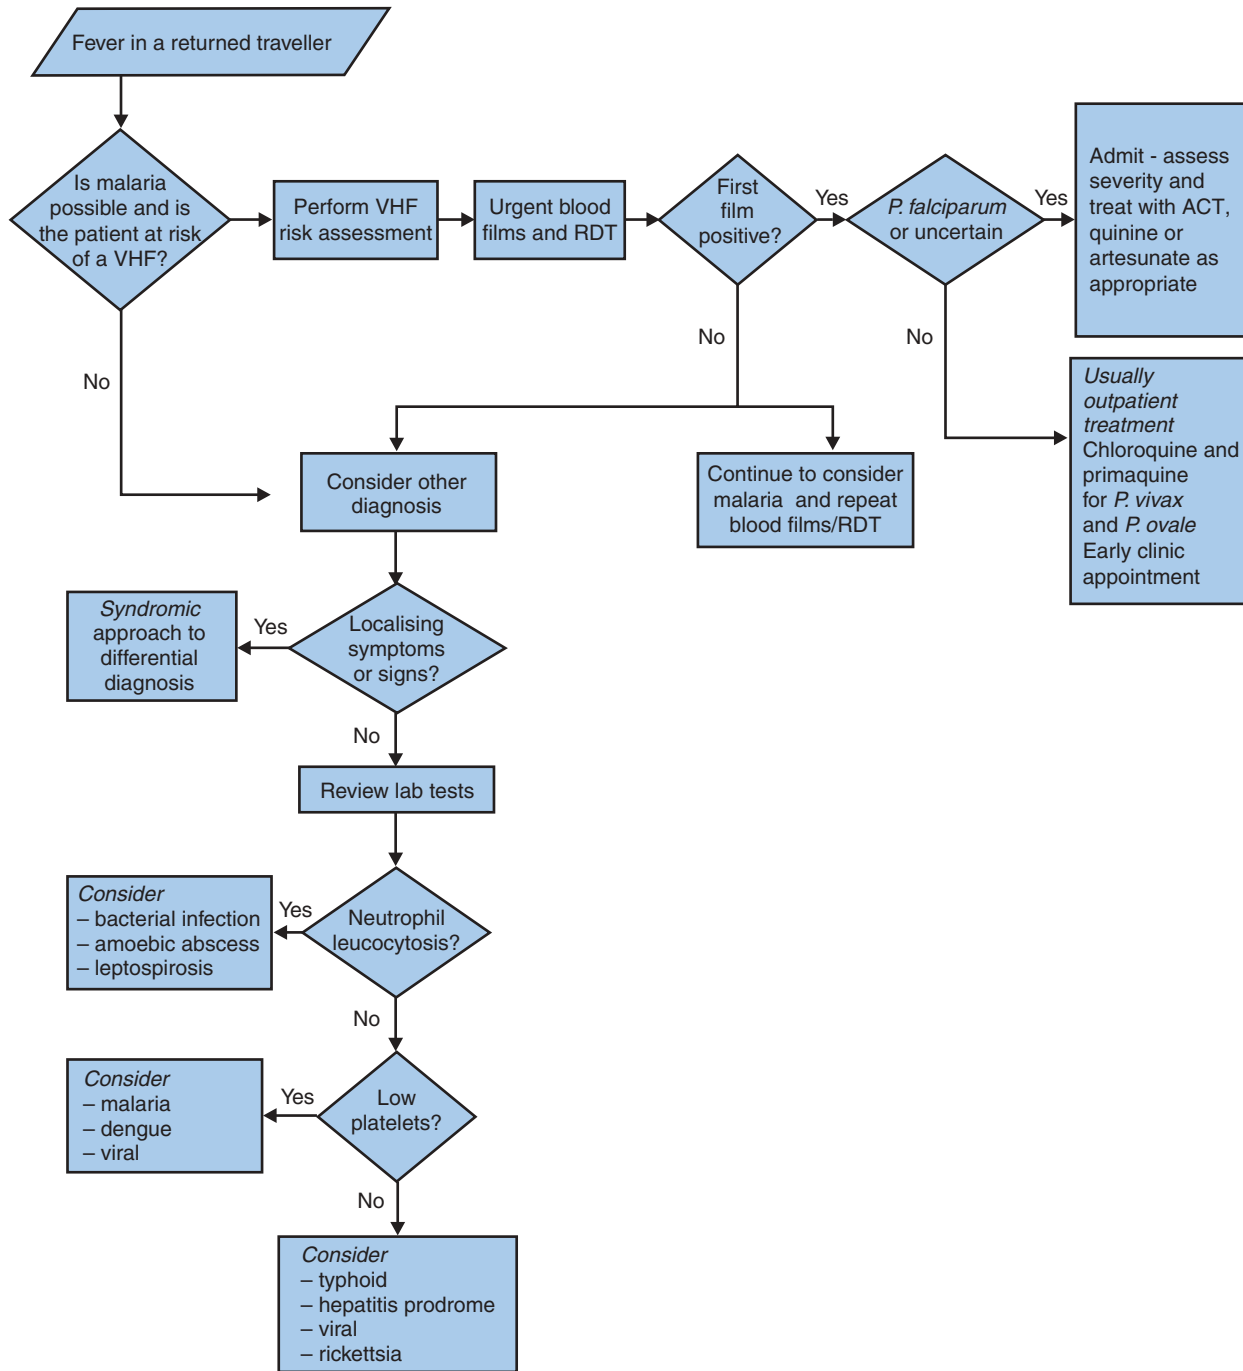 Fever in a returned traveller
Is malaria
possible and is
the patient at risk
of a VHF?
Perform VHF
risk assessment
Urgent blood
films and RDT
First
film
positive?
Yes
P. falciparum
or uncertain
Yes
Admit - assess
severity and
treat with ACT,
quinine or
artesunate as
appropriate
No
No
No
Usually
outpatient
treatment
Chloroquine and
primaquine
for P. vivax
and P. ovale
Early clinic
appointment
Consider other
diagnosis
Continue to consider
malaria and repeat
blood films/RDT
Localising
symptoms
or signs?
Yes
Syndromic
approach to
differential
diagnosis
No
Review lab tests
Neutrophil
leucocytosis?
Yes
Consider
– bacterial infection
– amoebic abscess
– leptospirosis
No
Low
platelets?
Yes
Consider
– malaria
– dengue
– viral
No
Consider
– typhoid
– hepatitis prodrome
– viral
– rickettsia